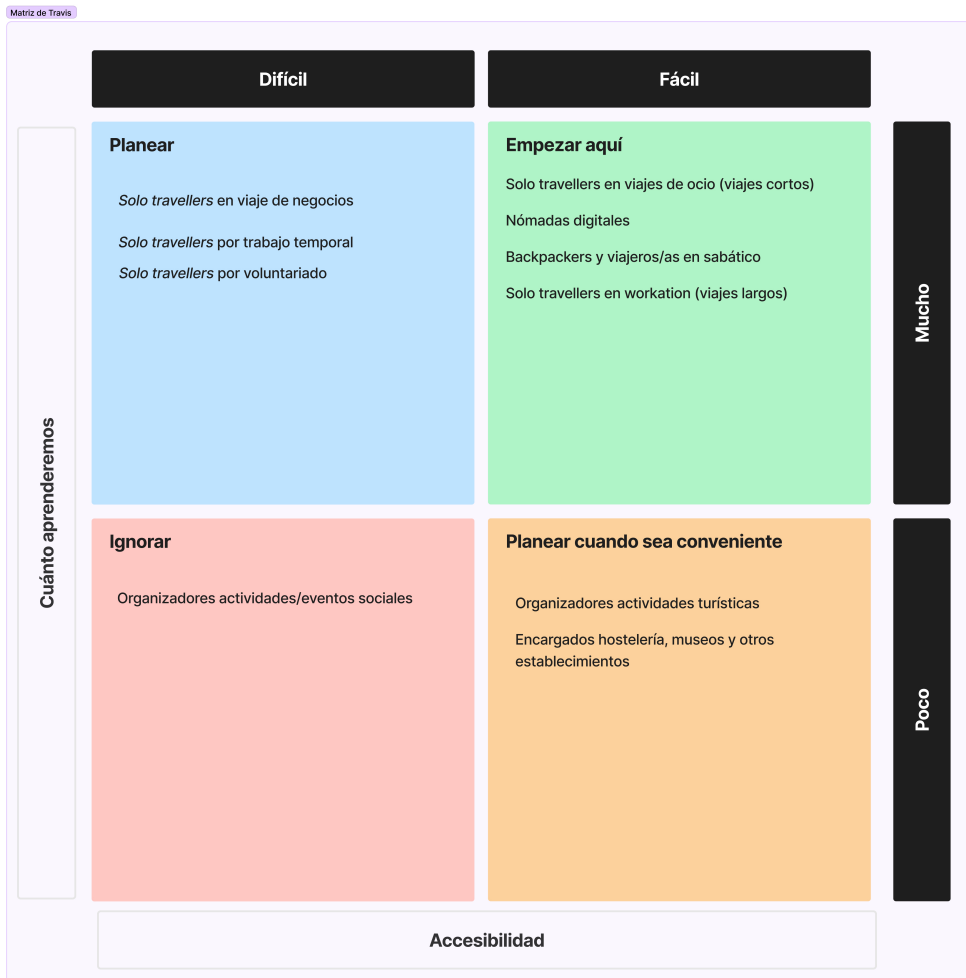 Matriz de Travis
Difícil
Fácil
Cuánto aprenderemos
Planear
Solo travellers en viaje de negocios
Solo travellers por trabajo temporal
Solo travellers por voluntariado
Empezar aquí
Solo travellers en viajes de ocio (viajes cortos)
Nómadas digitales
Backpackers y viajeros/as en sabático
Solo travellers en workation (viajes largos)
Mucho
Ignorar
Organizadores actividades/eventos sociales
Planear cuando sea conveniente
Organizadores actividades turísticas
Encargados hostelería, museos y otros
establecimientos
Poco
Accesibilidad